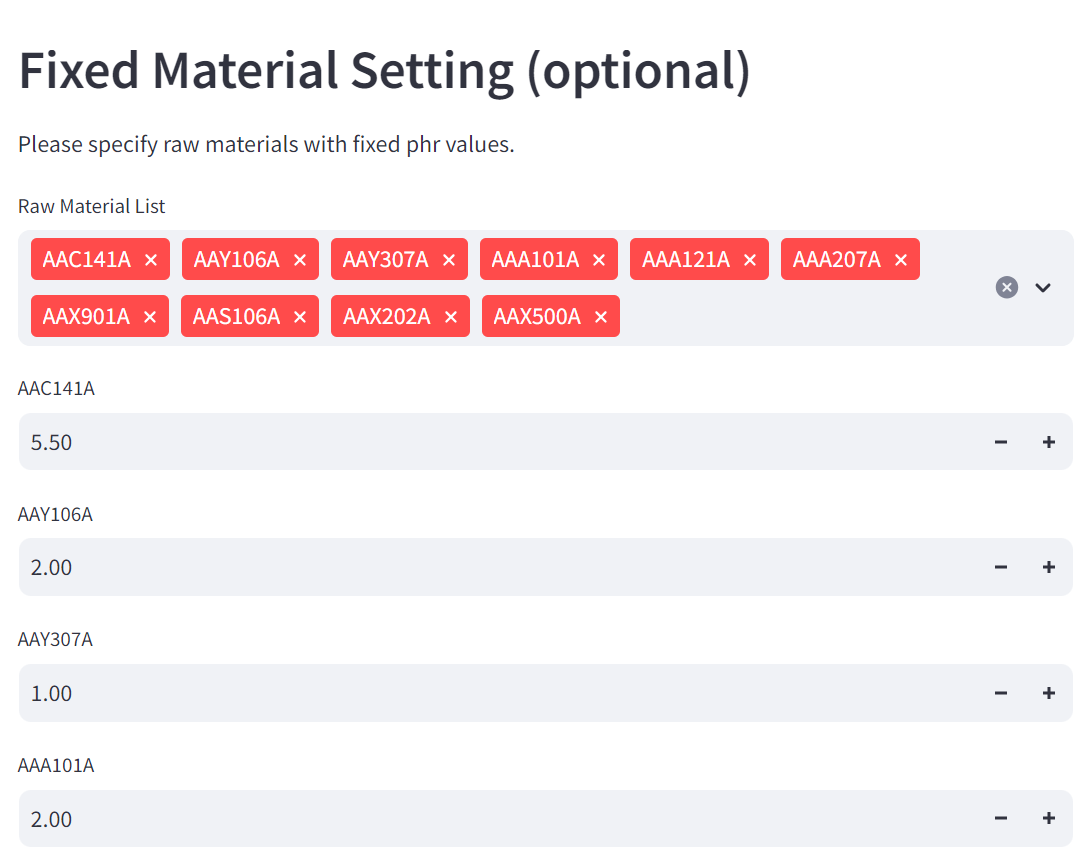 Fixed Material Setting (optional)
Please specify raw materials with fixed phr values.
Raw Material List
AAC141A × AAY106A × AAY307A × AAA101A × AAA121A × AAA207A ×
AAX901A × AAS106A × AAX202A × AAX500A ×
AAC141A
5.50 − +
AAY106A
2.00 − +
AAY307A
1.00 − +
AAA101A
2.00 − +